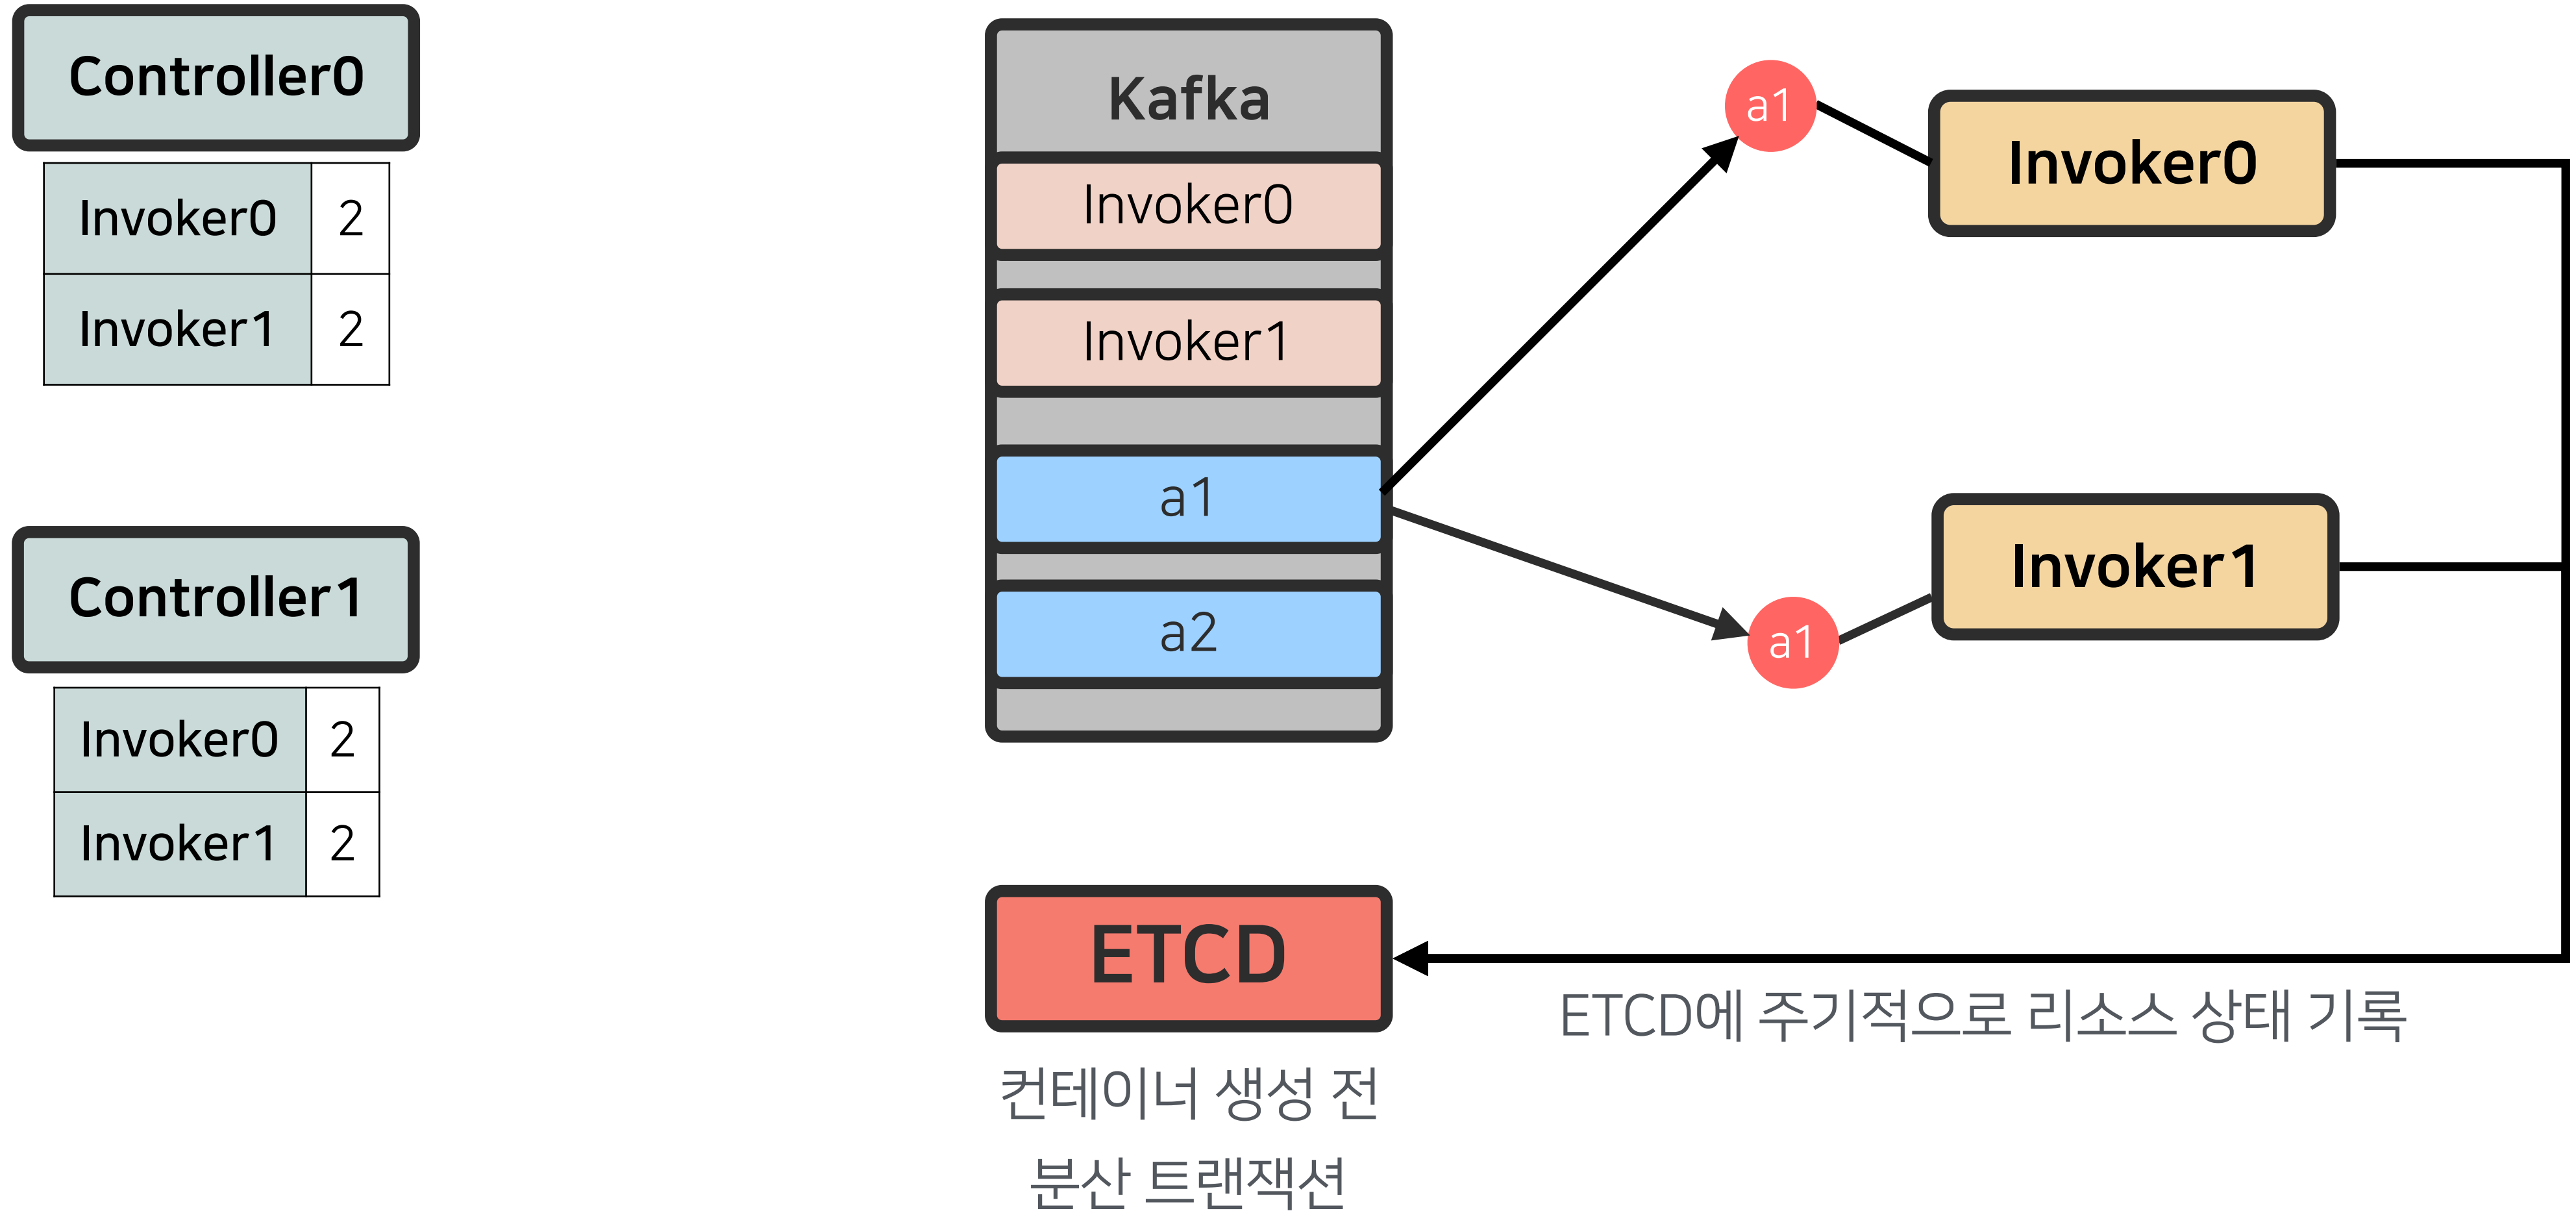 Controller0
Invoker0 2
Invoker1 2
Controller1
Invoker0 2
Invoker1 2
Kafka
Invoker0
Invoker1
a1
a2
a1
Invoker0
a1
Invoker1
ETCD
컨테이너 생성 전
분산 트랜잭션
ETCD에 주기적으로 리소스 상태 기록